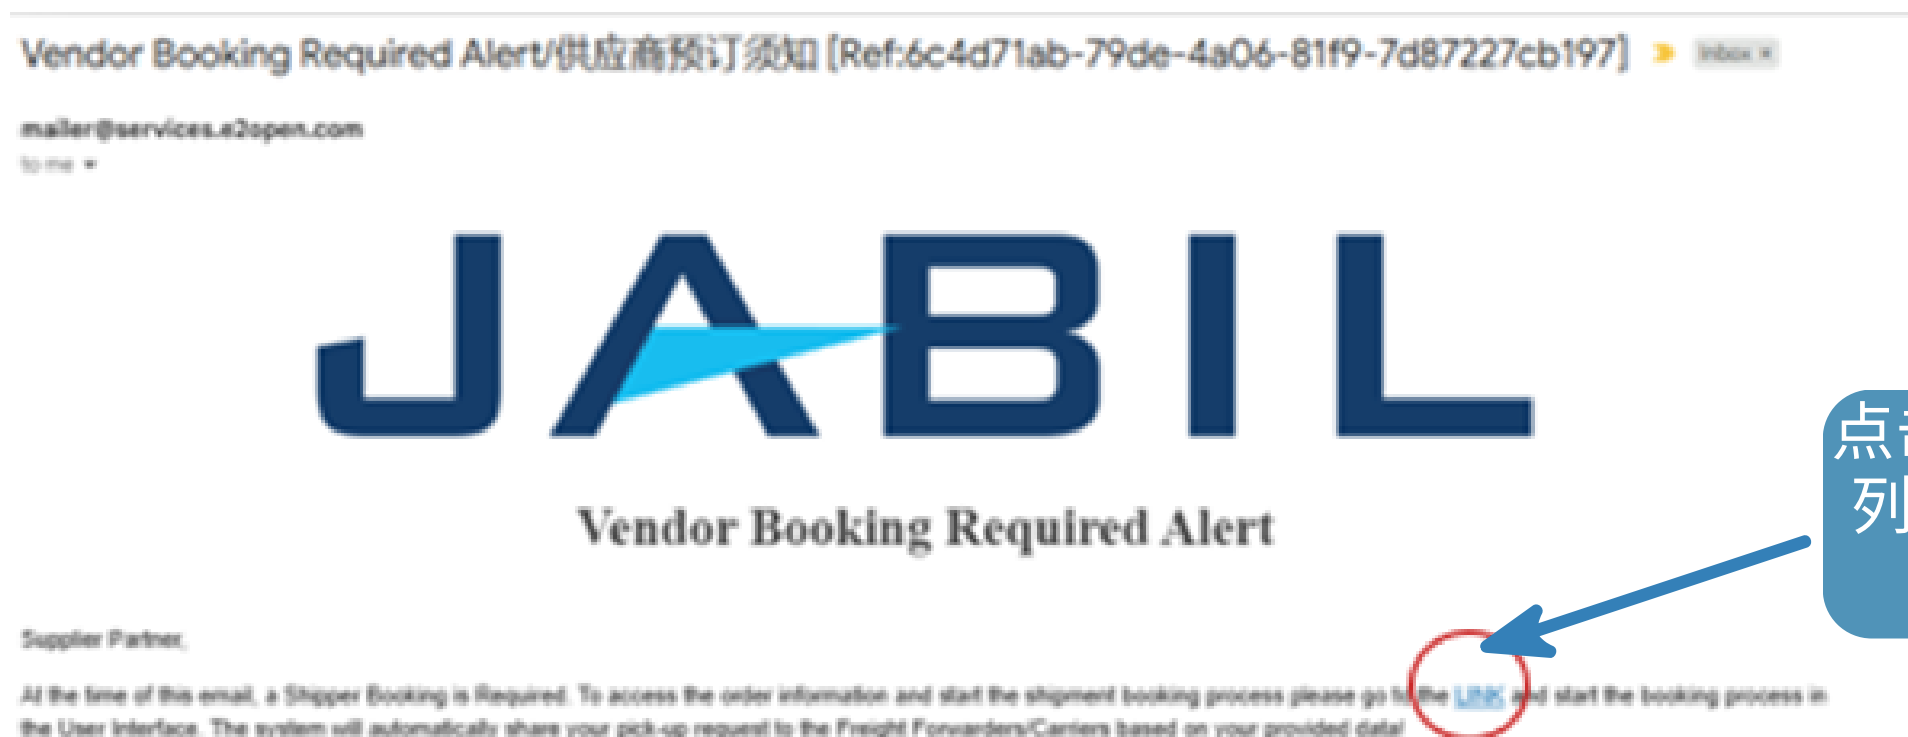 Vendor Booking Required Alert/供应商预订须知 [Ref:6c4d71ab-79de-4a06-81f9-7d87227cb197]
Inbox ×
mailer@services.e2open.com
to me
JABIL
Vendor Booking Required Alert
点击
列
Supplier Partner,
At the time of this email, a Shipper Booking is Required. To access the order information and start the shipment booking process please go to the LINK and start the booking process in
the User Interface. The system will automatically share your pick-up request to the Freight Forwarders/Carriers based on your provided data!